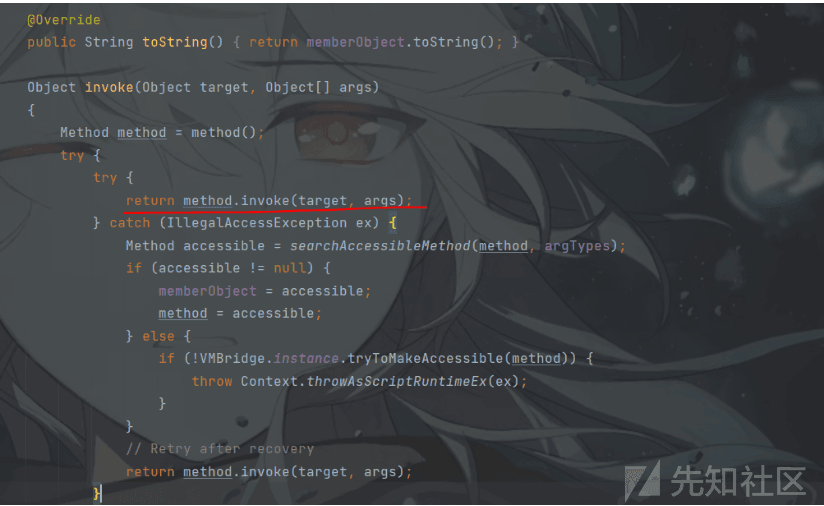 @Override
public String toString() { return memberObject.toString(); }
Object invoke(Object target, Object[] args)
{
Method method = method();
try {
try {
return method.invoke(target, args);
} catch (IllegalAccessException ex) {
Method accessible = searchAccessibleMethod(method, argTypes);
if (accessible != null) {
memberObject = accessible;
method = accessible;
} else {
if (!VMBridge.instance.tryToMakeAccessible(method)) {
throw Context.throwAsScriptRuntimeEx(ex);
}
}
// Retry after recovery
return method.invoke(target, args);
}
先知社区